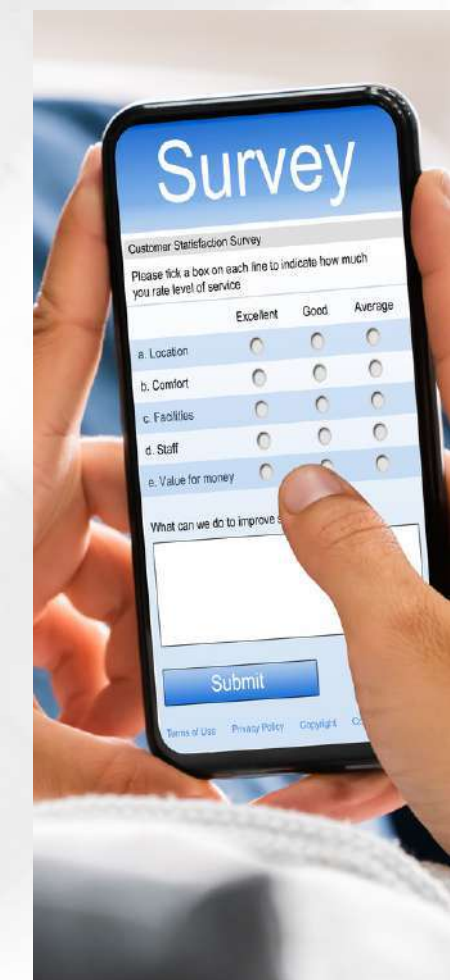 Survey
Customer Statisfaction Survey
Please tick a box on each line to indicate how much
you rate level of service
Excellent Good Average
a. Location
b. Comfort
c. Facilities
d. Staff
e. Value for money
What can we do to improve
Submit
Terms of Use Privacy Policy Copyright